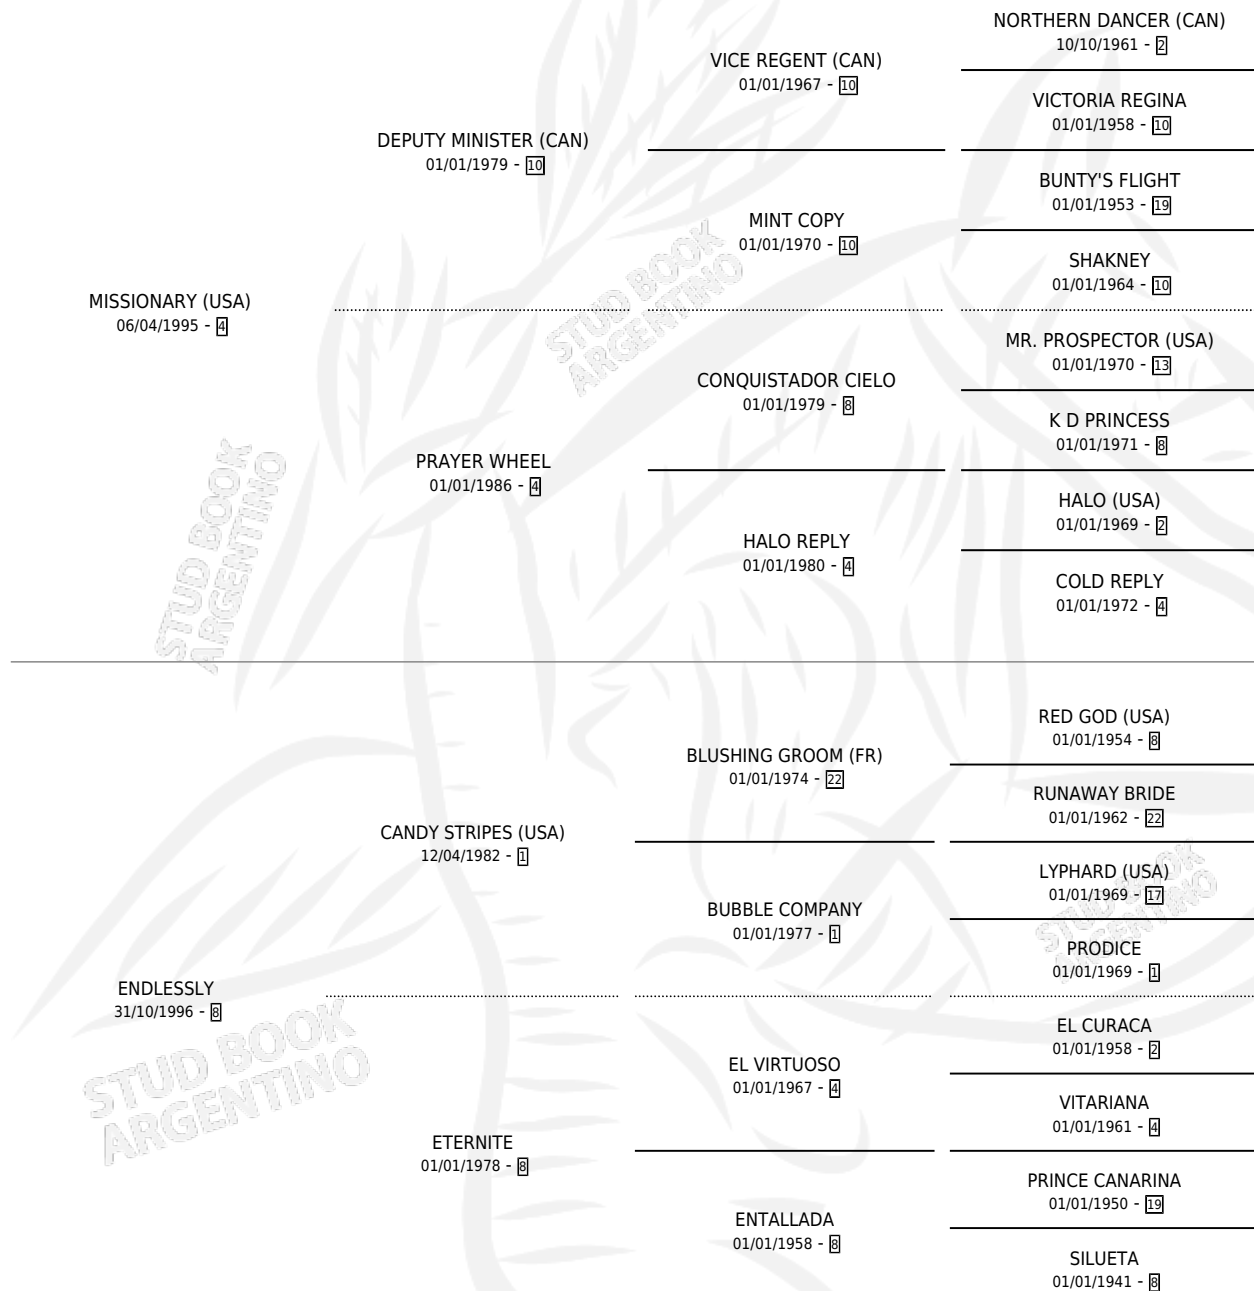 NORTHERN DANCER (CAN)
10/10/1961 - 2
VICE REGENT (CAN)
01/01/1967 - 10
VICTORIA REGINA
01/01/1958 - 10
DEPUTY MINISTER (CAN)
01/01/1979 - 10
BUNTY'S FLIGHT
01/01/1953 - 19
MINT COPY
01/01/1970 - 10
SHAKNEY
01/01/1964 - 10
MISSIONARY (USA)
06/04/1995 - 4
STUD BOOK
ARGENTINO
MR. PROSPECTOR (USA)
01/01/1970 - 13
CONQUISTADOR CIELO
01/01/1979 - 8
K D PRINCESS
01/01/1971 - 8
PRAYER WHEEL
01/01/1986 - 4
HALO (USA)
01/01/1969 - 2
HALO REPLY
01/01/1980 - 4
COLD REPLY
01/01/1972 - 4
STUD BOOK
ARGENTINO
RED GOD (USA)
01/01/1954 - 8
BLUSHING GROOM (FR)
01/01/1974 - 22
RUNAWAY BRIDE
01/01/1962 - 22
CANDY STRIPES (USA)
12/04/1982 - 1
LYPHARD (USA)
01/01/1969 - 17
BUBBLE COMPANY
01/01/1977 - 1
PRODICE
01/01/1969 - 1
STUD BOOK
ARGENTINO
ENDLESSLY
31/10/1996 - 8
STUD BOOK
ARGENTINO
EL CURACA
01/01/1958 - 2
EL VIRTUOSO
01/01/1967 - 4
VITARIANA
01/01/1961 - 4
ETERNITE
01/01/1978 - 8
PRINCE CANARINA
01/01/1950 - 19
ENTALLADA
01/01/1958 - 8
SILUETA
01/01/1941 - 8